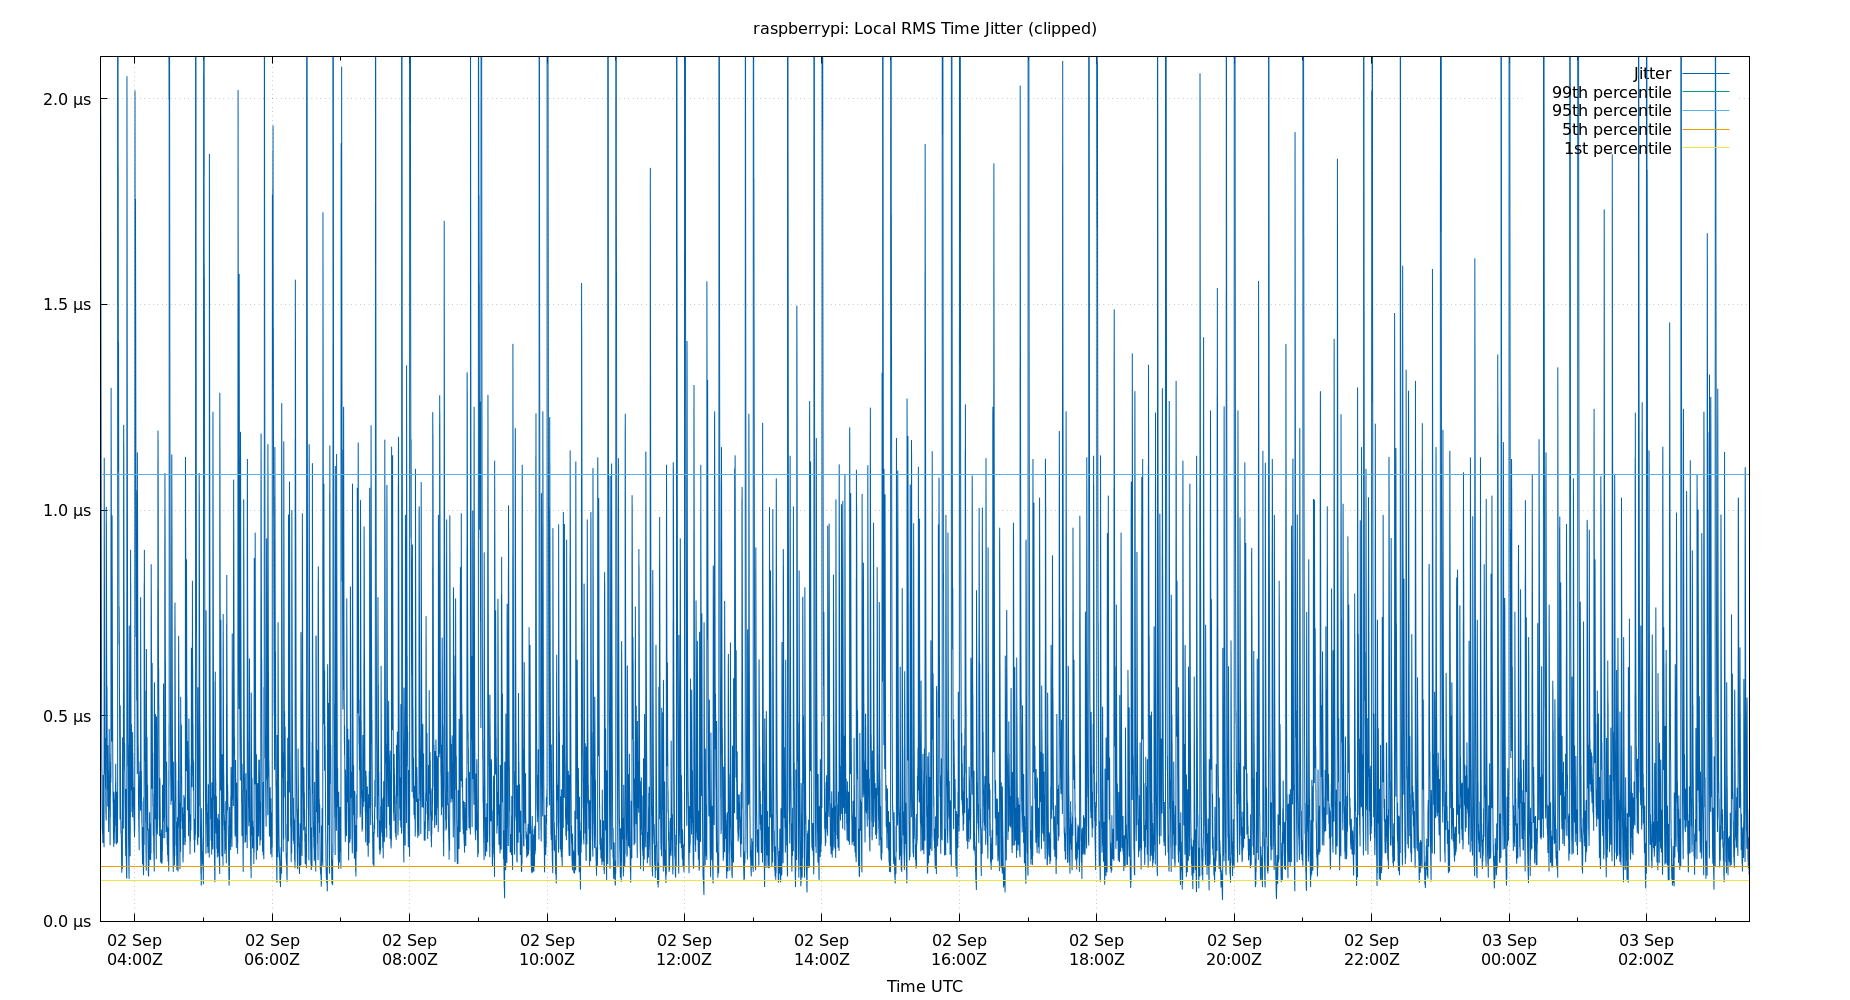 raspberrypi: Local RMS Time Jitter (clipped)
2.0 µs
1.5 µs
1.0 µs
0.5 µs
0.0 µs
Jitter
99th percentile
95th percentile
5th percentile
1st percentile
02 Sep 02 Sep 02 Sep 02 Sep 02 Sep 02 Sep 02 Sep 02 Sep 02 Sep 02 Sep 03 Sep 03 Sep
04:00Z 06:00Z 08:00Z 10:00Z 12:00Z 14:00Z 16:00Z 18:00Z 20:00Z 22:00Z 00:00Z 02:00Z
Time UTC